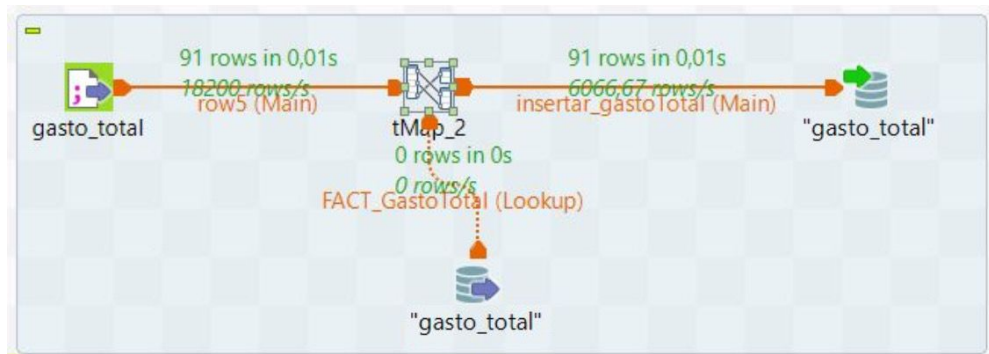 91 rows in 0,01s
18200 rows/s
row5 (Main)
gasto_total
tMap_2
91 rows in 0,01s
6066,67 rows/s
insertar_gastoTotal (Main)
"gasto_total"
0 rows in 0s
0 rows/s
FACT_GastoTotal (Lookup)
"gasto_total"